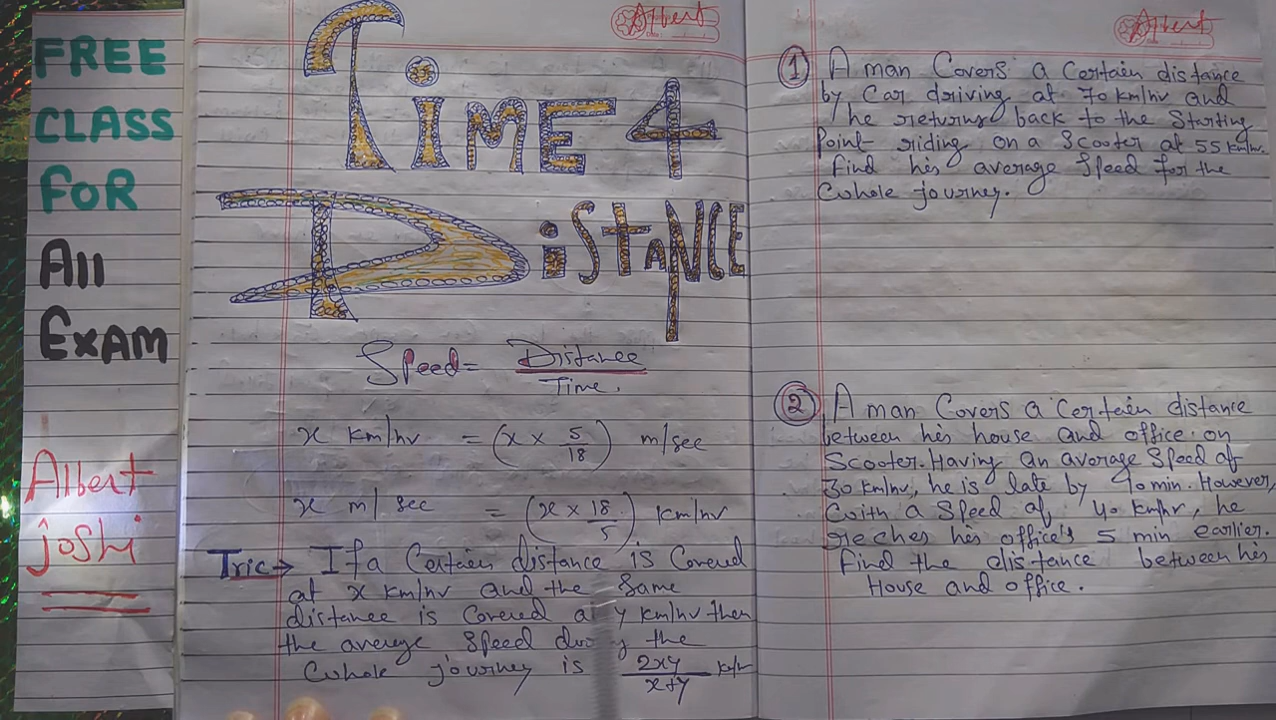 FREE
CLASS
FOR
All
EXAM
Albert
joshi
Albert
TiME 4
DiSTANCE
Speed = Distance
Time.
x km/hr = (x × 5/18) m/sec
x m/sec = (x × 18/5) km/hr
Tric→ If a Certain distance is Covered
at x km/hr and the Same
distance is Covered at y km/hr then
the average Speed during the
Whole journey is 2xy/x+y km/hr
Albert
1 A man Covers a Certain distance
by Car driving at 70 km/hr and
he returns back to the Starting
Point riding on a Scooter at 55 km/hr.
find his average Speed for the
Whole journey.
2 A man Covers a Certain distance
between his house and office on
Scooter. Having an average Speed of
30 km/hr, he is late by 10 min. However,
With a Speed of 40 km/hr, he
reches his office's 5 min earlier.
find the distance between his
House and office.